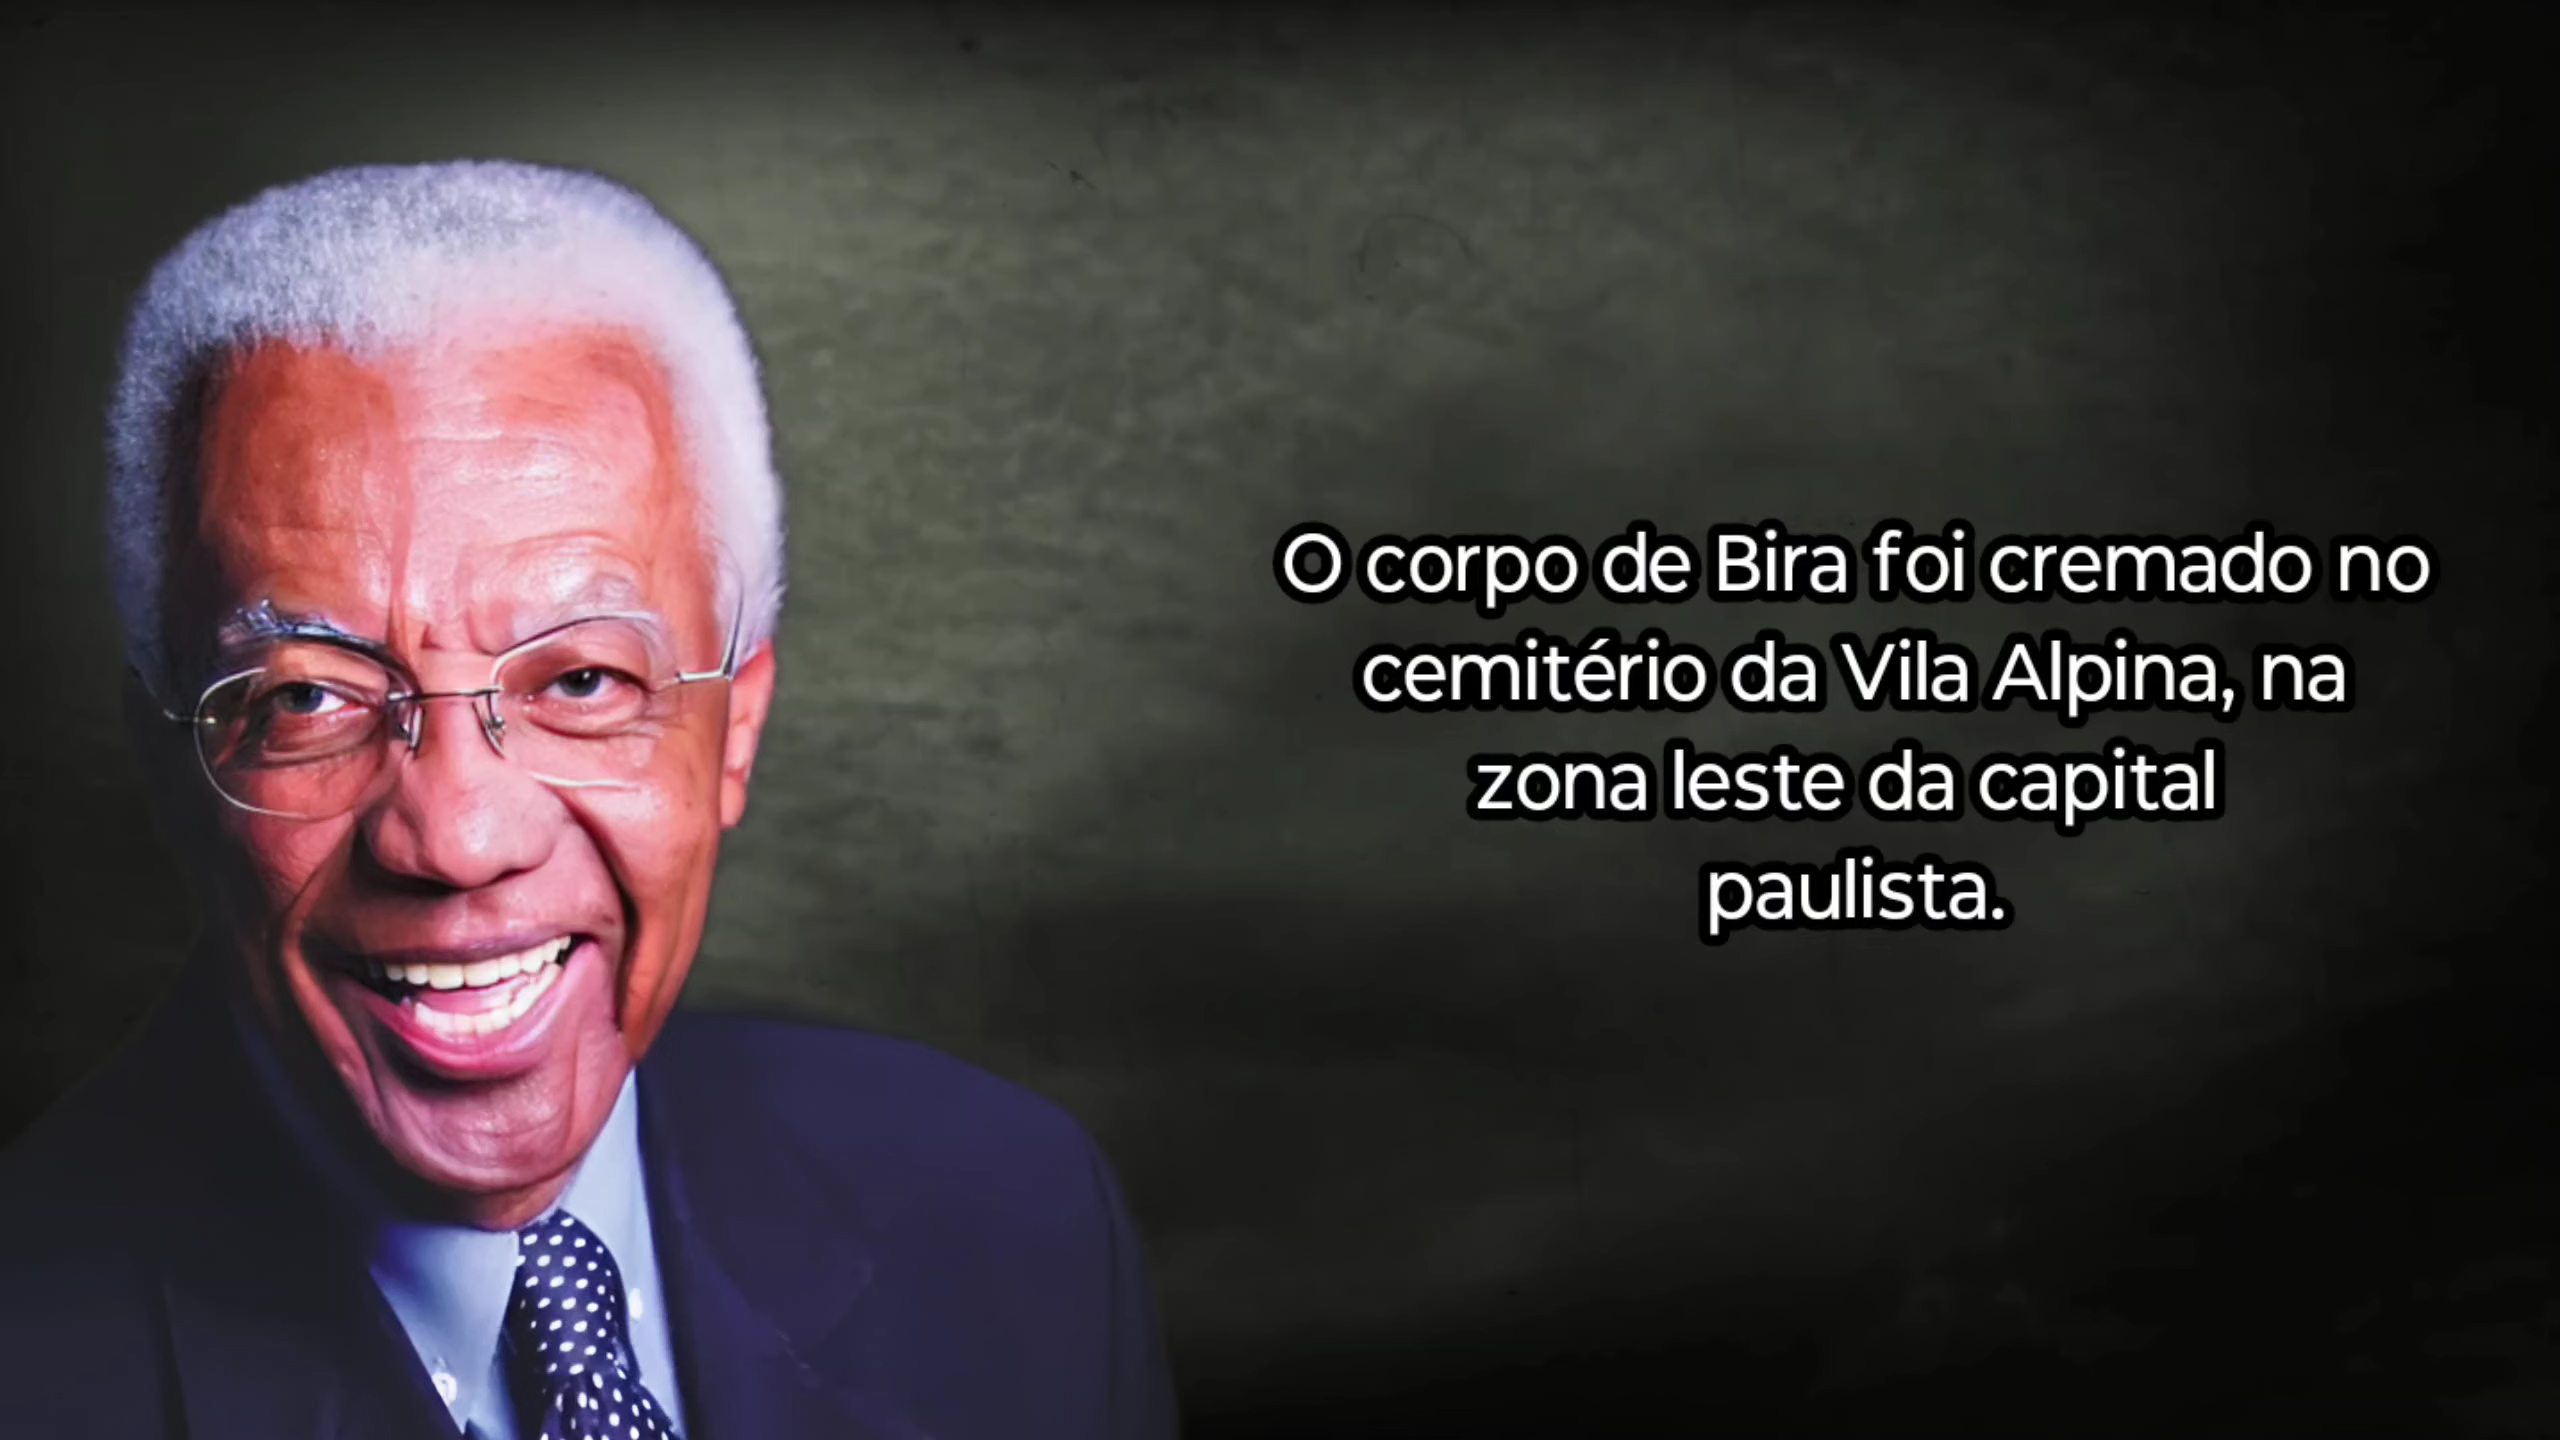 O corpo de Bira foi cremado no
cemitério da Vila Alpina, na
zona leste da capital
paulista.